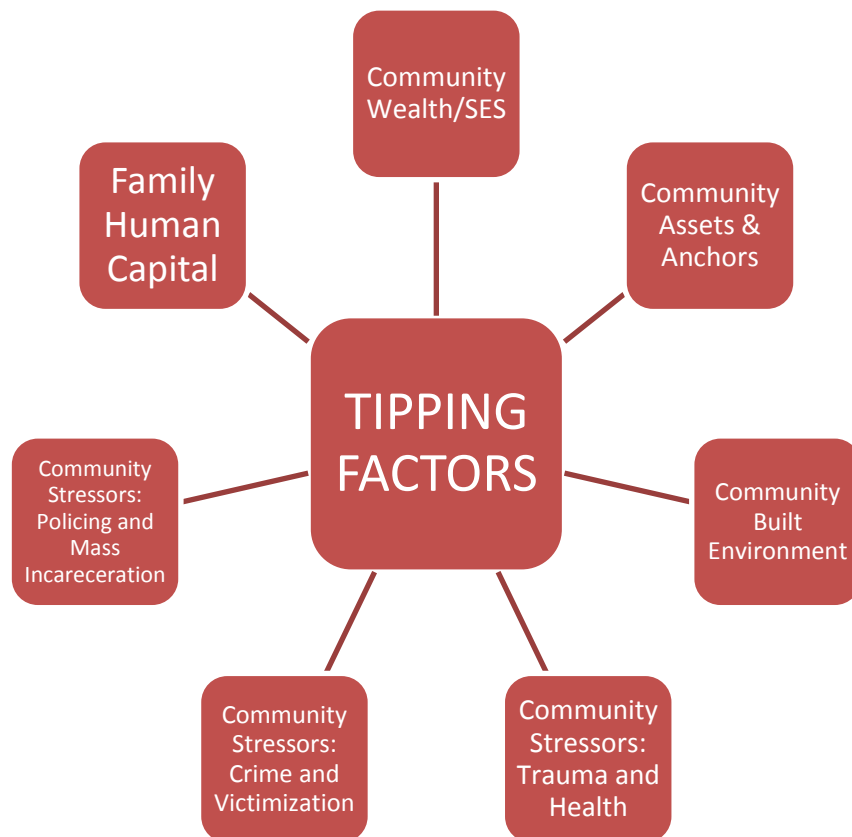 Community
Wealth/SES
Family
Human
Capital
Community
Assets &
Anchors
TIPPING
FACTORS
Community
Stressors:
Policing and
Mass
Incareceration
Community
Built
Environment
Community
Stressors:
Crime and
Victimization
Community
Stressors:
Trauma and
Health